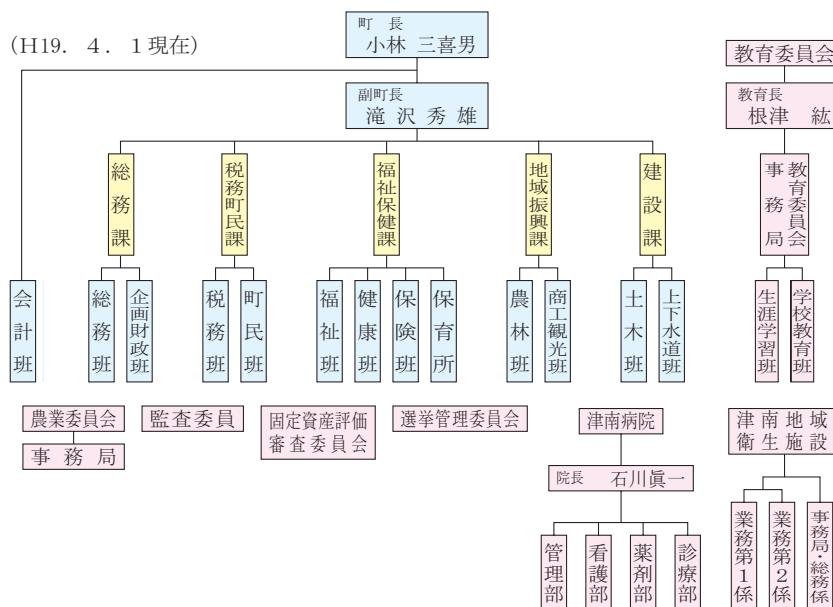 (H19. 4. 1現在)
町 長
小林 三喜男
副町長
滝 沢 秀 雄
教育委員会
教育長
根津 紘
総務課
税務町民課
福祉保健課
地域振興課
建設課
教育委員会
事務局
会計班
総務班
企画財政班
税務班
町民班
福祉班
健康班
保険班
保育所
農林班
商工観光班
土木班
上下水道班
生涯学習班
学校教育班
農業委員会
事 務 局
監査委員
固定資産評価
審査委員会
選挙管理委員会
津南病院
院長 石川眞一
管理部
看護部
薬剤部
診療部
津 南 地 域
衛 生 施 設
業務第1係
業務第2係
事務局・総務係